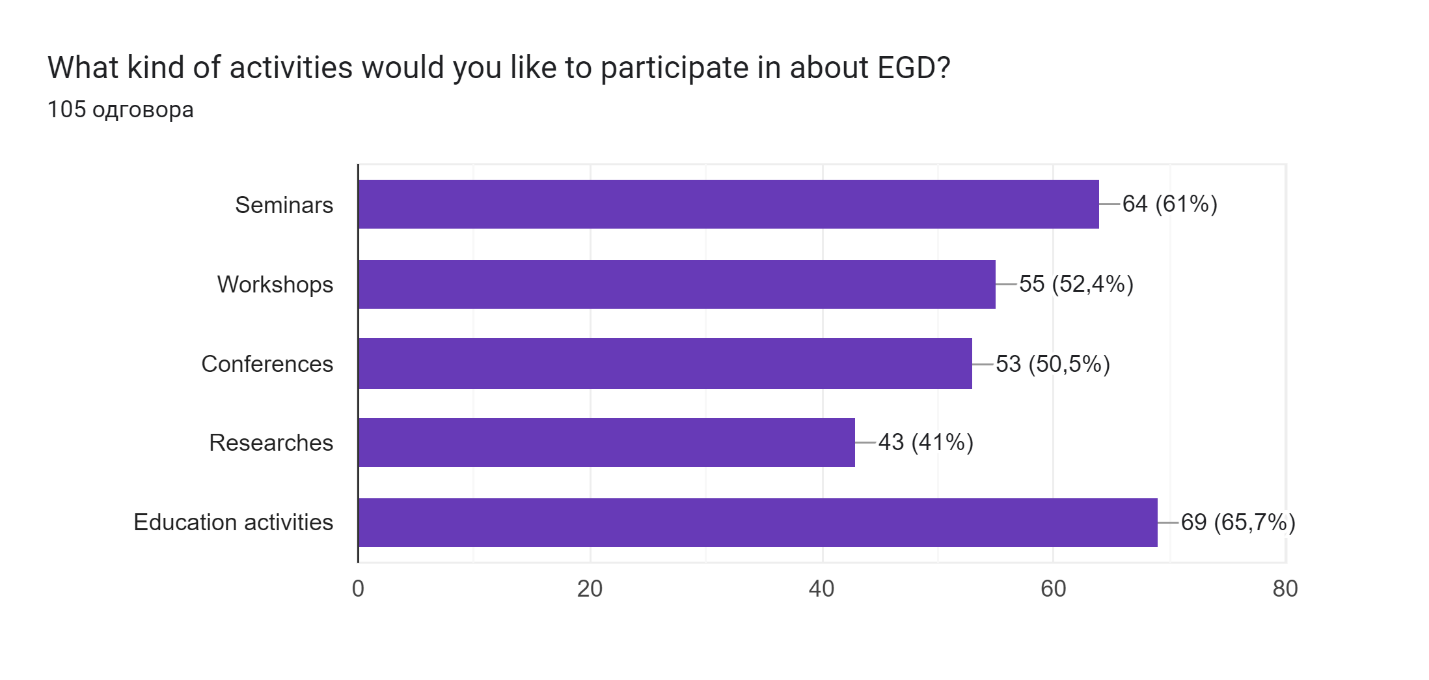 What kind of activities would you like to participate in about EGD?
105 одговора
Seminars
64 (61%)
Workshops
55 (52,4%)
Conferences
53 (50,5%)
Researches
43 (41%)
Education activities
69 (65,7%)
0
20
40
60
80